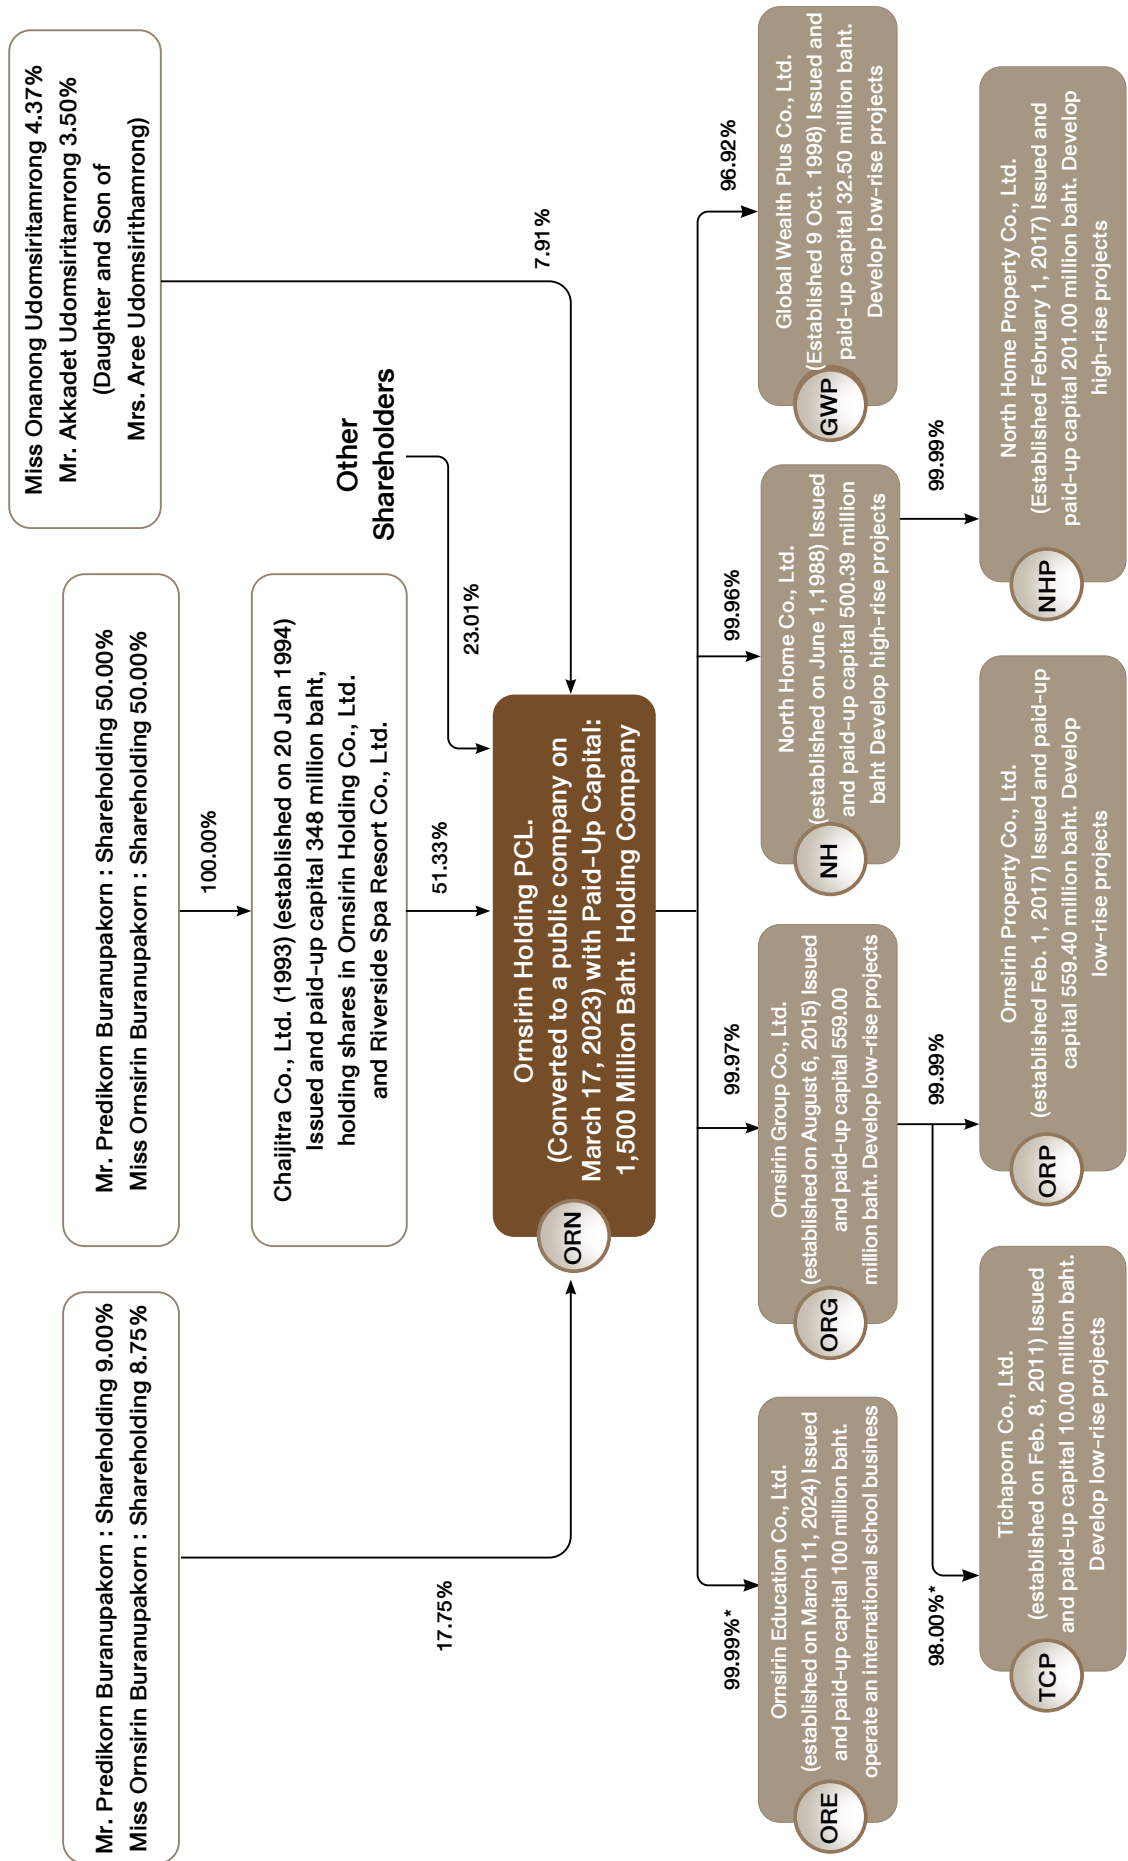 Mr. Predikorn Buranupakorn : Shareholding 9.00%
Miss Ornsirin Buranupakorn : Shareholding 8.75%
Mr. Predikorn Buranupakorn : Shareholding 50.00%
Miss Ornsirin Buranupakorn : Shareholding 50.00%
Miss Onanong Udomsiritamrong 4.37%
Mr. Akkadet Udomsiritamrong 3.50%
(Daughter and Son of
Mrs. Aree Udomsirithamrong)
100.00%
Chaijitra Co., Ltd. (1993) (established on 20 Jan 1994)
Issued and paid-up capital 348 million baht,
holding shares in Ornsirin Holding Co., Ltd.
and Riverside Spa Resort Co., Ltd.
Other
Shareholders
17.75%
51.33%
23.01%
7.91%
ORN
Ornsirin Holding PCL.
(Converted to a public company on
March 17, 2023) with Paid-Up Capital:
1,500 Million Baht. Holding Company
99.99%*
99.97%
99.96%
96.92%
ORE
Ornsirin Education Co., Ltd.
(established on March 11, 2024) Issued
and paid-up capital 100 million baht.
operate an international school business
ORG
Ornsirin Group Co., Ltd.
(established on August 6, 2015) Issued
and paid-up capital 559.00
million baht. Develop low-rise projects
NH
North Home Co., Ltd.
(established on June 1,1988) Issued
and paid-up capital 500.39 million
baht Develop high-rise projects
GWP
Global Wealth Plus Co., Ltd.
(Established 9 Oct. 1998) Issued and
paid-up capital 32.50 million baht.
Develop low-rise projects
98.00%*
99.99%
99.99%
TCP
Tichaporn Co., Ltd.
(established on Feb. 8, 2011) Issued
and paid-up capital 10.00 million baht.
Develop low-rise projects
ORP
Ornsirin Property Co., Ltd.
(established Feb. 1, 2017) Issued and paid-up
capital 559.40 million baht. Develop
low-rise projects
NHP
North Home Property Co., Ltd.
(Established February 1, 2017) Issued and
paid-up capital 201.00 million baht. Develop
high-rise projects